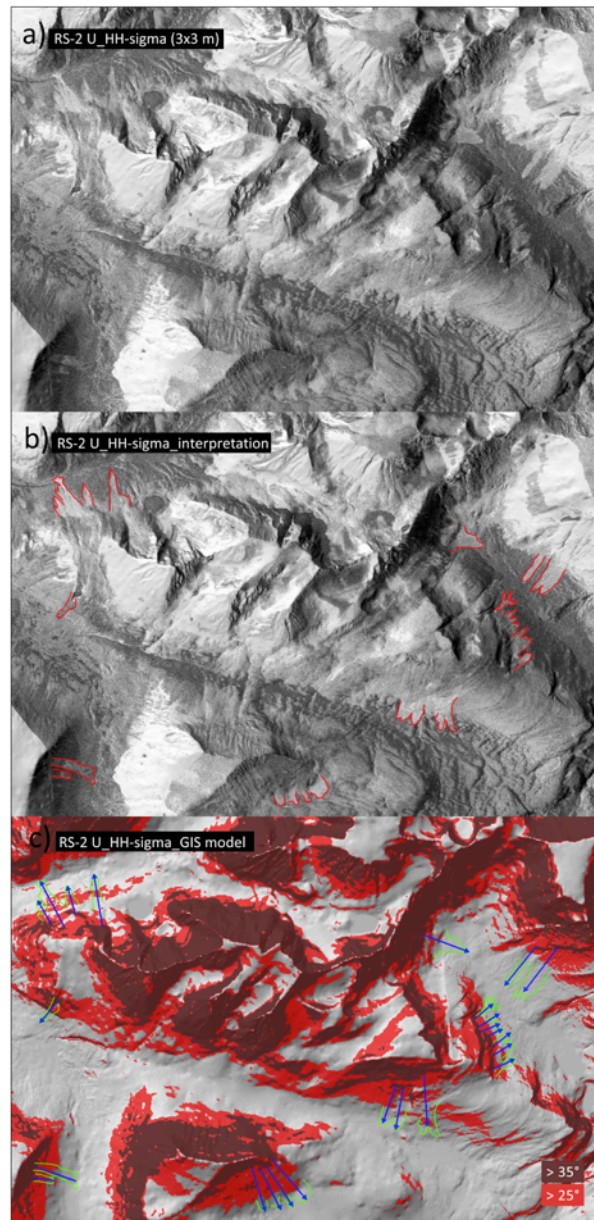 a) RS-2 U_HH-sigma (3x3 m)
b) RS-2 U_HH-sigma_interpretation
c) RS-2 U_HH-sigma_GIS model
> 35°
> 25°